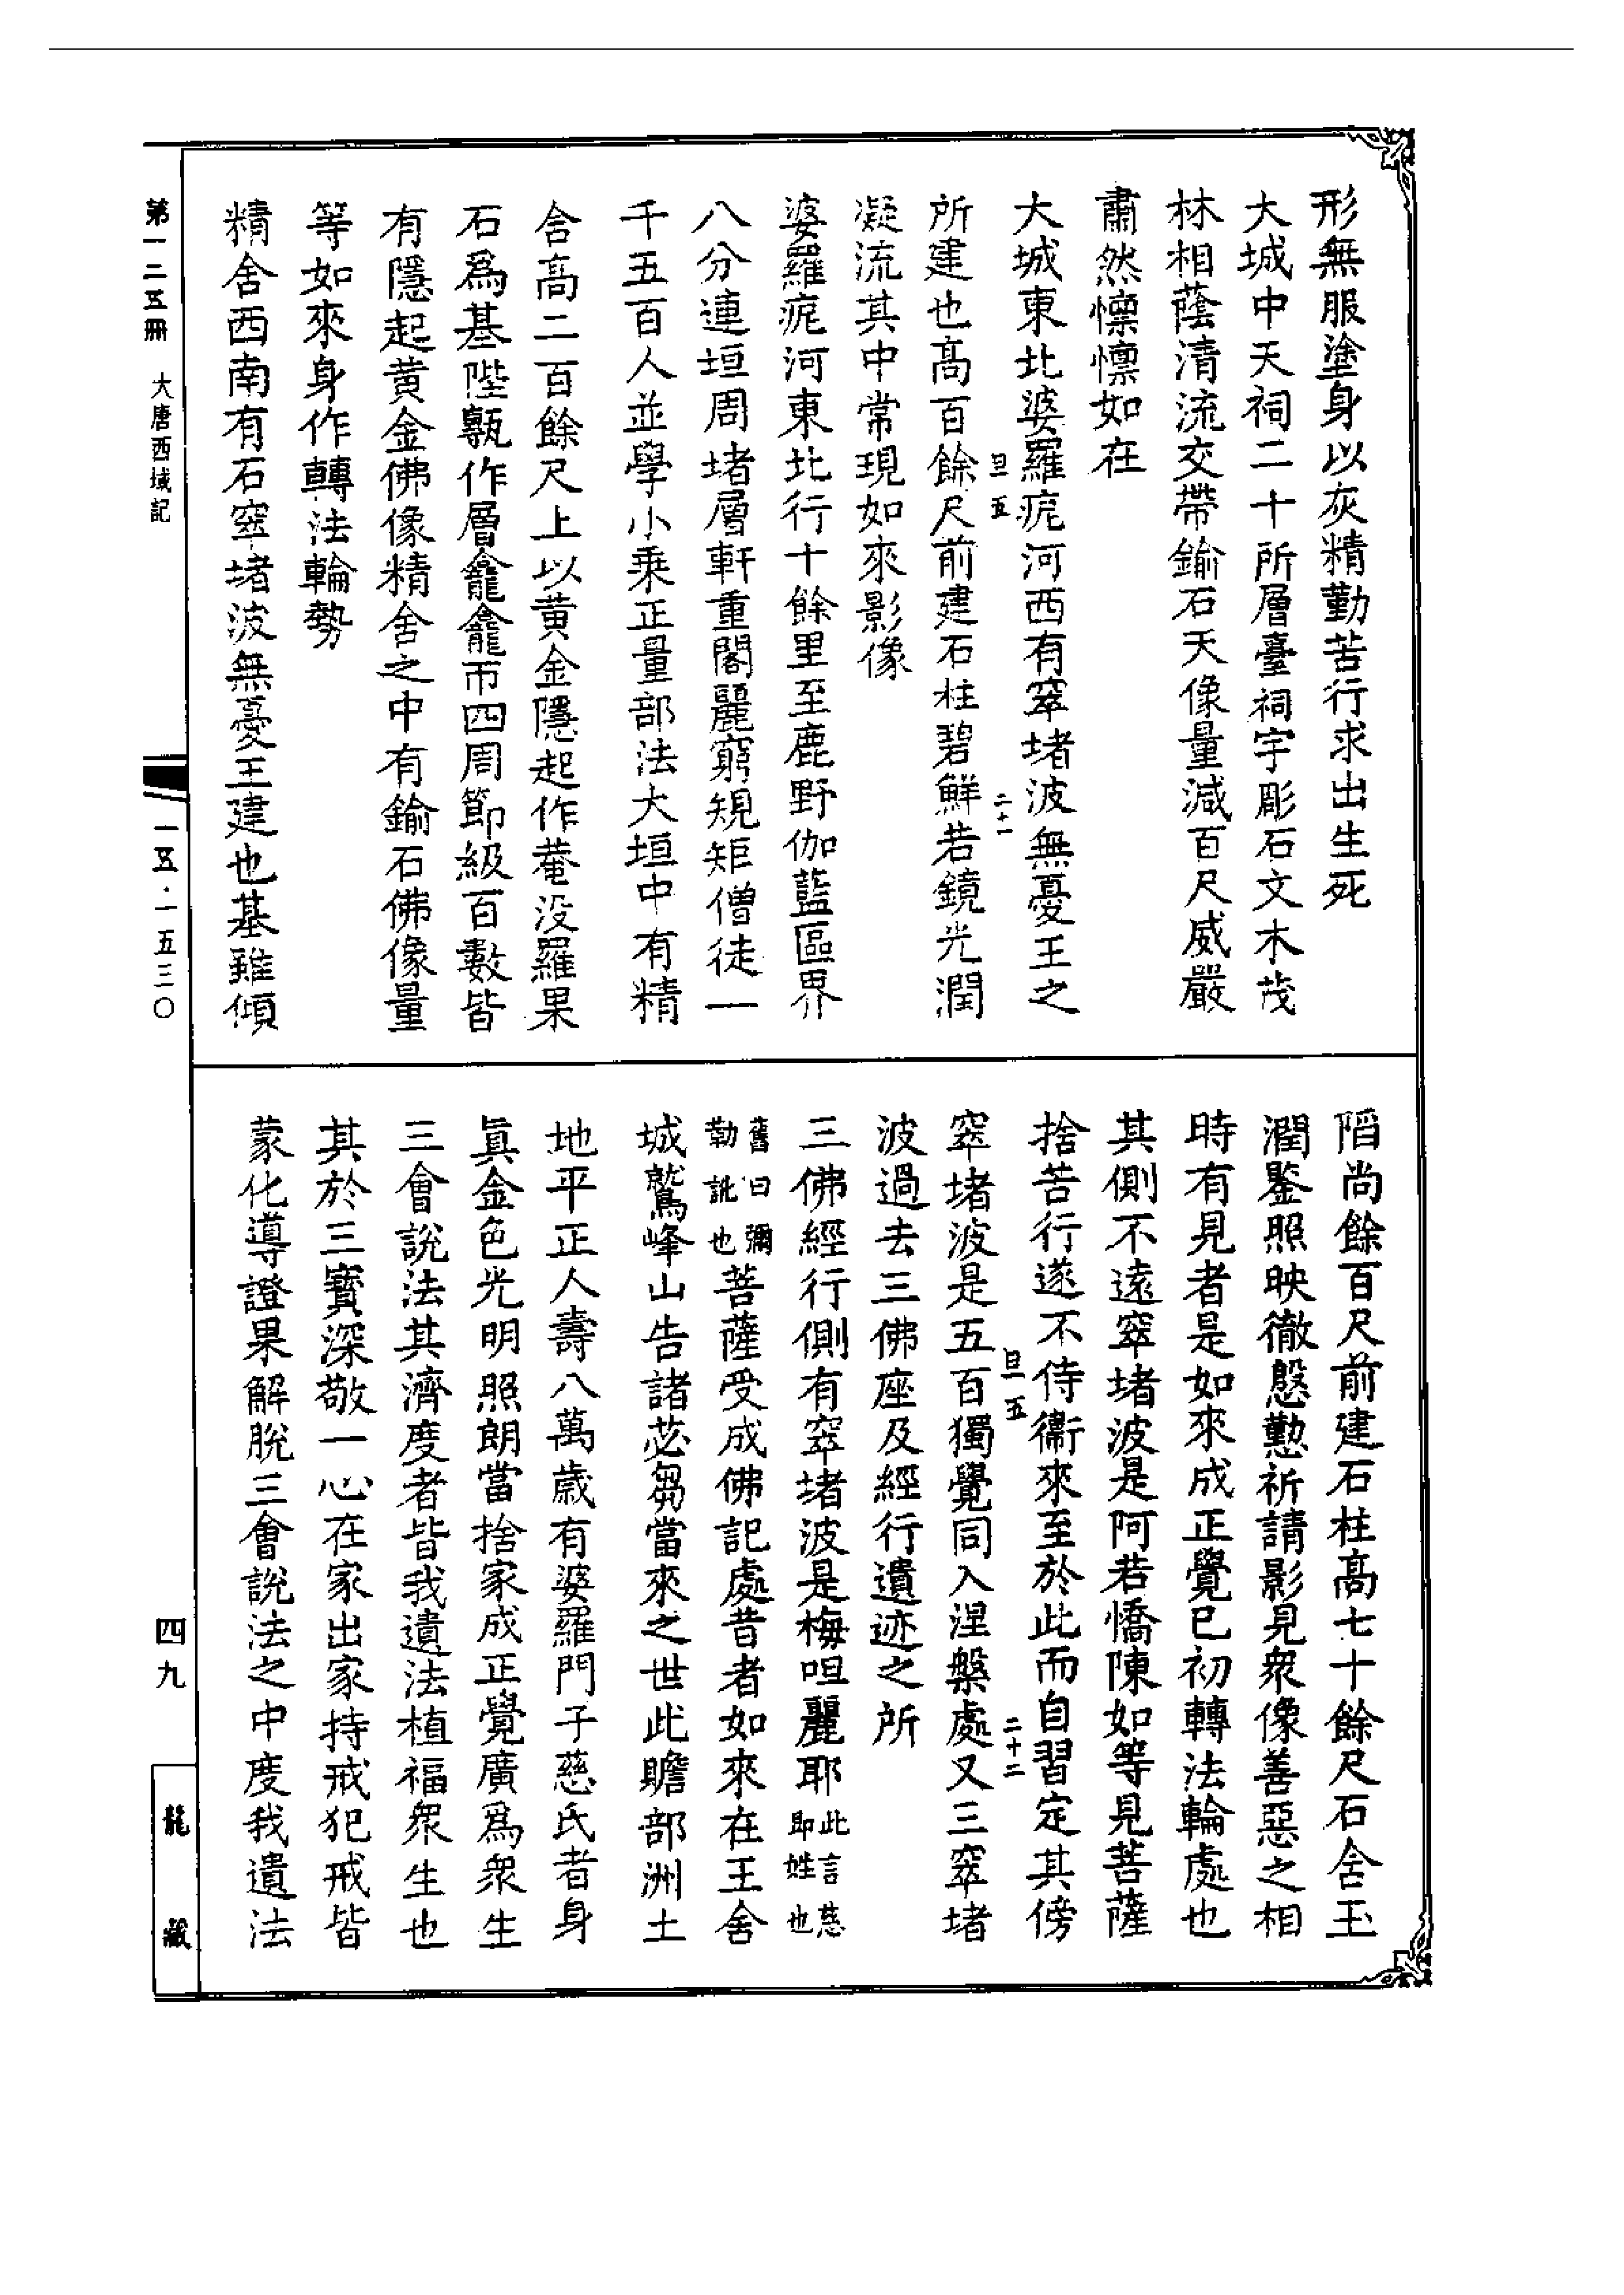 形無服塗身以灰精勤苦行求出生死
大城中天祠二十所層臺祠宇彫石文木茂
林相蔭清流交帶鍮石天像量減百尺威嚴
肅然懔懔如在
大城東北婆羅痆河西有窣堵波無憂王之
旦五
二十一
所建也高百餘尺前建石柱碧鮮若鏡光潤
凝流其中常現如來影像
婆羅痆河東北行十餘里至鹿野伽藍區界
八分連垣周堵層軒重閣麗窮規矩僧徒一
千五百人並學小乘正量部法大垣中有精
舍高二百餘尺上以黃金隱起作菴没羅果
石爲基陛甎作層龕龕帀四周節級百數皆
有隱起黃金佛像精舍之中有鍮石佛像量
等如來身作轉法輪勢
精舍西南有石窣堵波無憂王建也基雖傾
陷尚餘百尺前建石柱高七十餘尺石含玉
潤鑒照映徹慇懃祈請影見衆像善惡之相
時有見者是如來成正覺已初轉法輪處也
其側不遠窣堵波是阿若憍陳如等見菩薩
捨苦行遂不侍衞來至於此而自習定其傍
旦五
二十二
窣堵波是五百獨覺同入涅槃處又三窣堵
波過去三佛座及經行遺迹之所
三佛經行側有窣堵波是梅呾麗耶此言慈即姓也
舊曰彌勒訛也菩薩受成佛記處昔者如來在王舍
城鷲峰山告諸苾芻當來之世此贍部洲土
地平正人壽八萬歲有婆羅門子慈氏者身
眞金色光明照朗當捨家成正覺廣爲衆生
三會說法其濟度者皆我遺法植福衆生也
其於三寶深敬一心在家出家持戒犯戒皆
蒙化導證果解脫三會說法之中度我遺法
第一二五冊 大唐西域記
一五·一五三〇
四九
龍藏